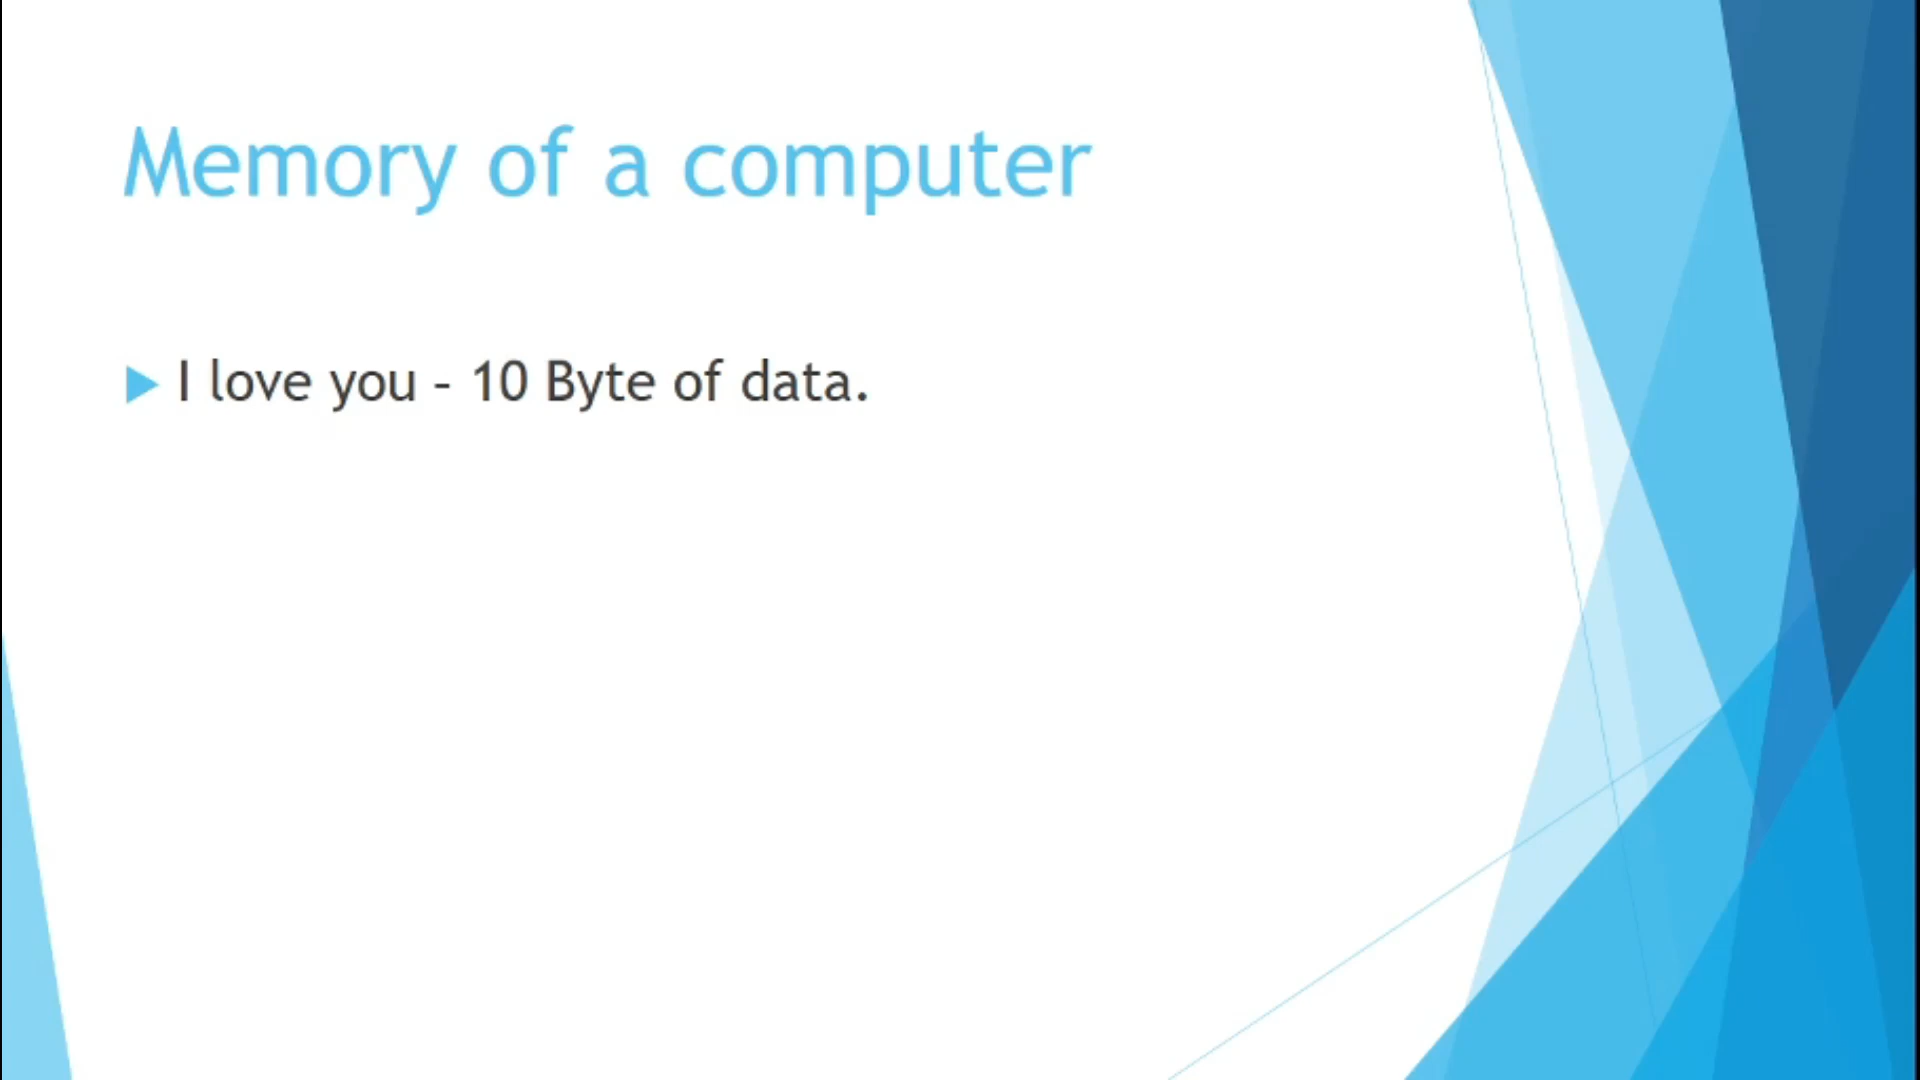 Memory of a computer
I love you – 10 Byte of data.